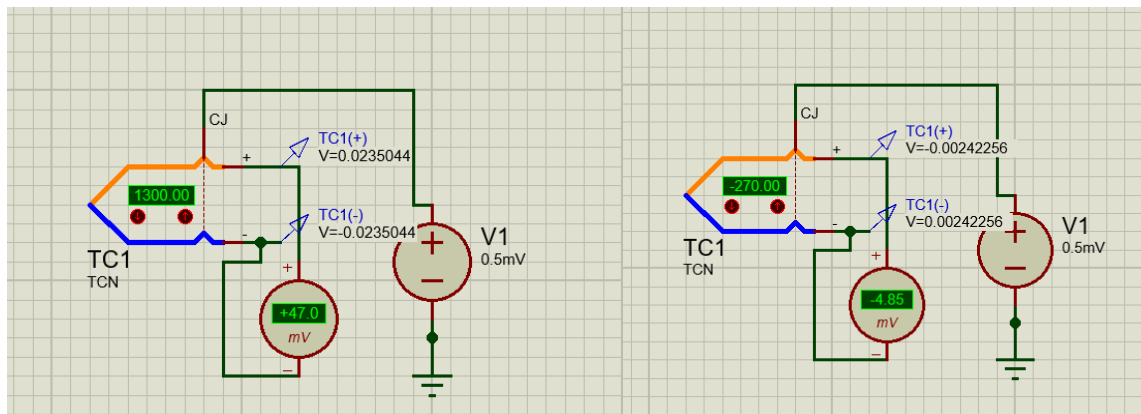 CJ
TC1(+)
V=0.0235044
+
1300.00
TC1(-)
V=-0.0235044
-
TC1
TCN
V1
0.5mV
+
+47.0
mV
−
+
−
CJ
TC1(+)
V=-0.00242256
+
-270.00
TC1(-)
V=0.00242256
-
TC1
TCN
V1
0.5mV
+
-4.85
mV
−
+
−